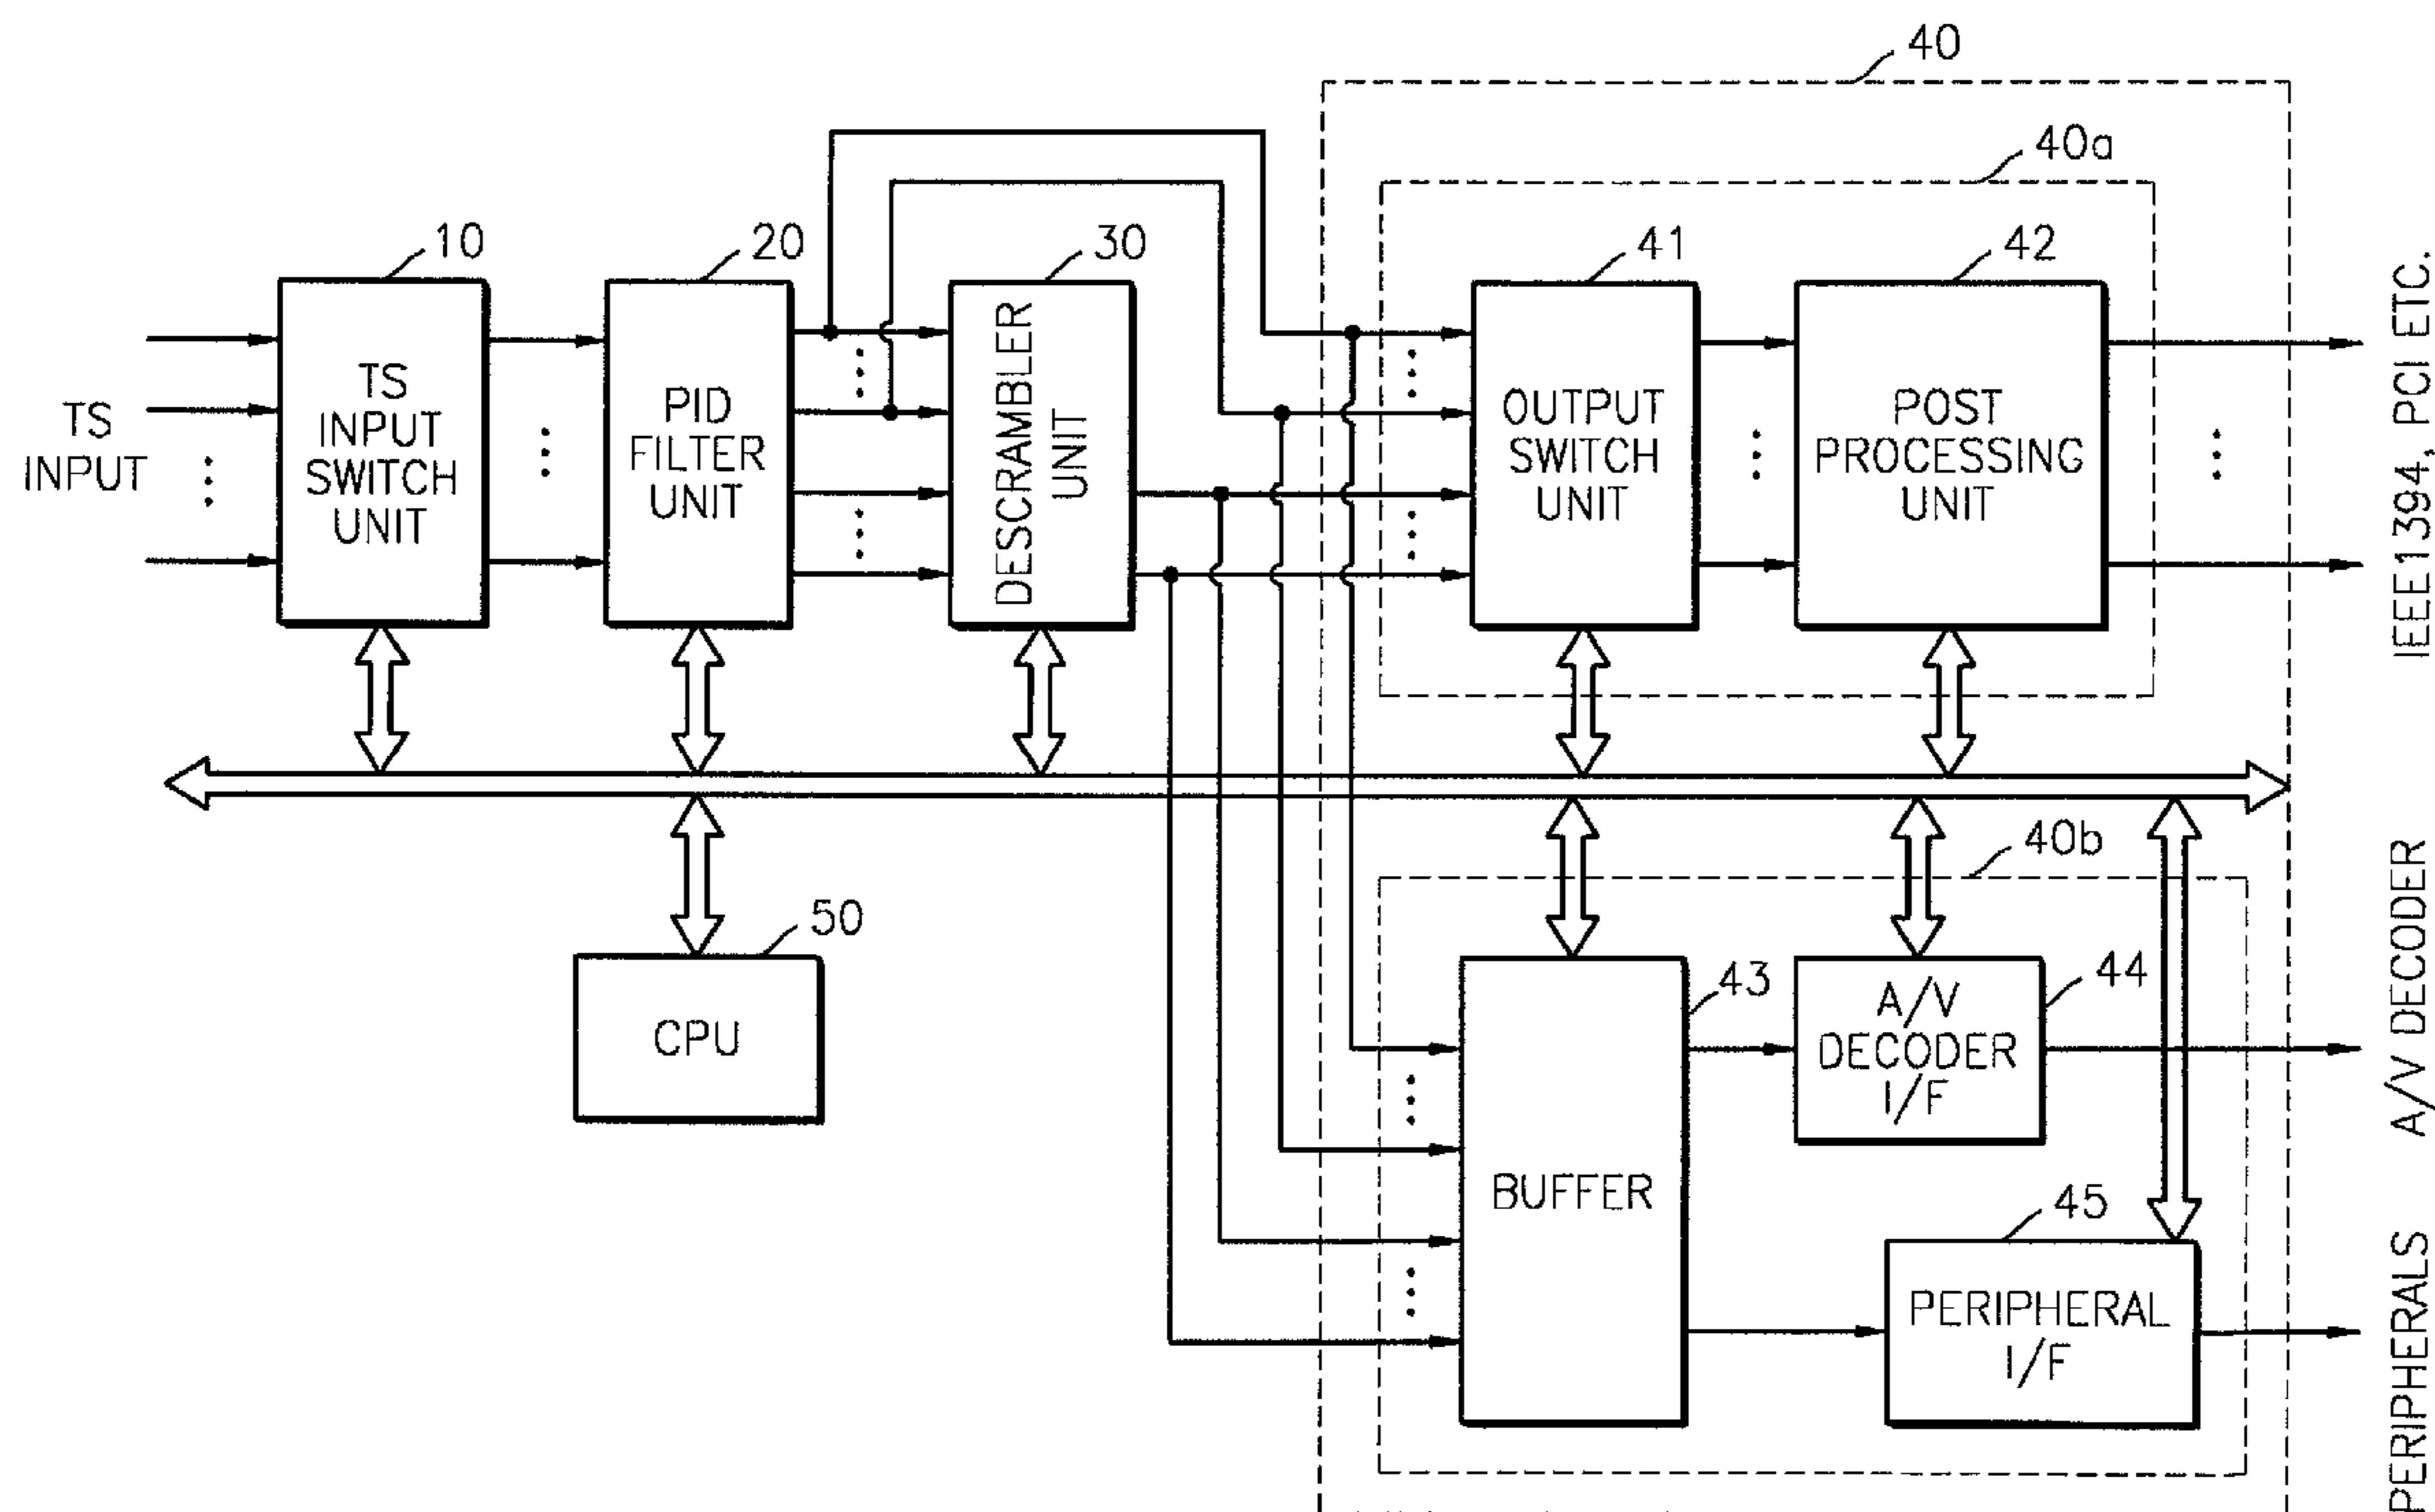 40
40a
10
20
30
41
42
TS
INPUT
TS
INPUT
SWITCH
UNIT
PID
FILTER
UNIT
DESCRAMBLER
UNIT
OUTPUT
SWITCH
UNIT
POST
PROCESSING
UNIT
IEEE1394, PCI ETC.
40b
50
CPU
43
BUFFER
44
A/V
DECODER
I/F
A/V DECODER
45
PERIPHERAL
I/F
PERIPHERALS